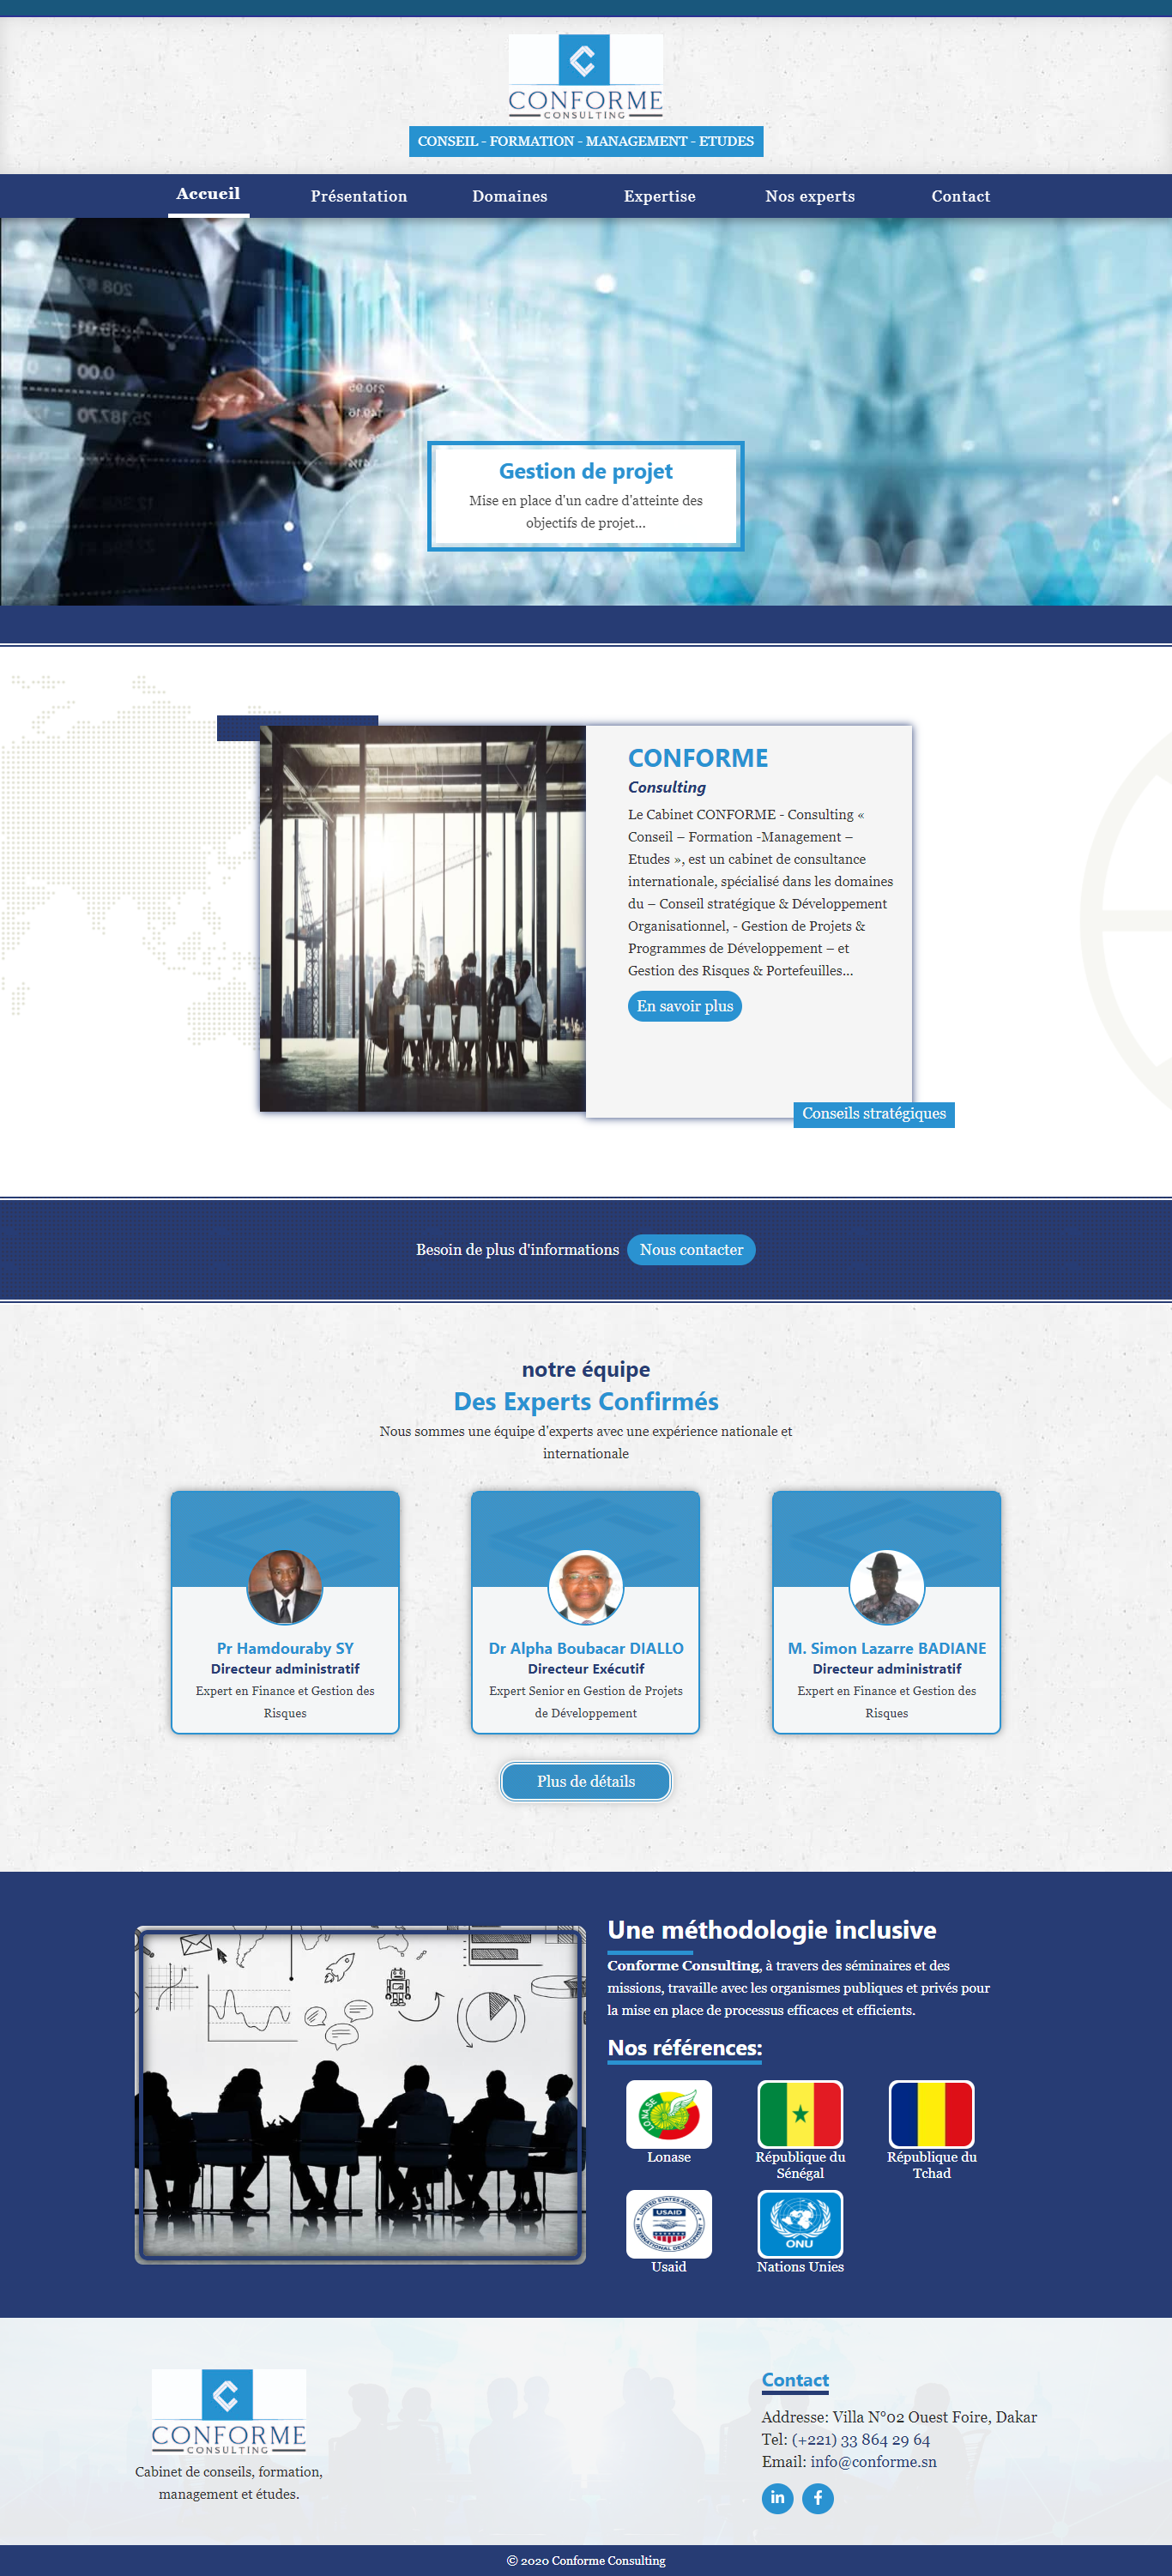 CONFORME
CONSULTING
CONSEIL - FORMATION - MANAGEMENT - ETUDES
Accueil
Présentation
Domaines
Expertise
Nos experts
Contact
Gestion de projet
Mise en place d'un cadre d'atteinte des
objectifs de projet...
CONFORME
Consulting
Le Cabinet CONFORME - Consulting «
Conseil – Formation -Management –
Etudes », est un cabinet de consultance
internationale, spécialisé dans les domaines
du – Conseil stratégique & Développement
Organisationnel, - Gestion de Projets &
Programmes de Développement – et
Gestion des Risques & Portefeuilles...
En savoir plus
Conseils stratégiques
Besoin de plus d'informations
Nous contacter
notre équipe
Des Experts Confirmés
Nous sommes une équipe d'experts avec une expérience nationale et
internationale
Pr Hamdouraby SY
Directeur administratif
Expert en Finance et Gestion des
Risques
Dr Alpha Boubacar DIALLO
Directeur Exécutif
Expert Senior en Gestion de Projets
de Développement
M. Simon Lazarre BADIANE
Directeur administratif
Expert en Finance et Gestion des
Risques
Plus de détails
Une méthodologie inclusive
Conforme Consulting, à travers des séminaires et des
missions, travaille avec les organismes publiques et privés pour
la mise en place de processus efficaces et efficients.
Nos références:
LONASE
Lonase
République du
Sénégal
République du
Tchad
UNITED STATES AGENCY
USAID
INTERNATIONAL DEVELOPMENT
Usaid
ONU
Nations Unies
CONFORME
CONSULTING
Cabinet de conseils, formation,
management et études.
Contact
Addresse: Villa N°02 Ouest Foire, Dakar
Tel: (+221) 33 864 29 64
Email: info@conforme.sn
© 2020 Conforme Consulting